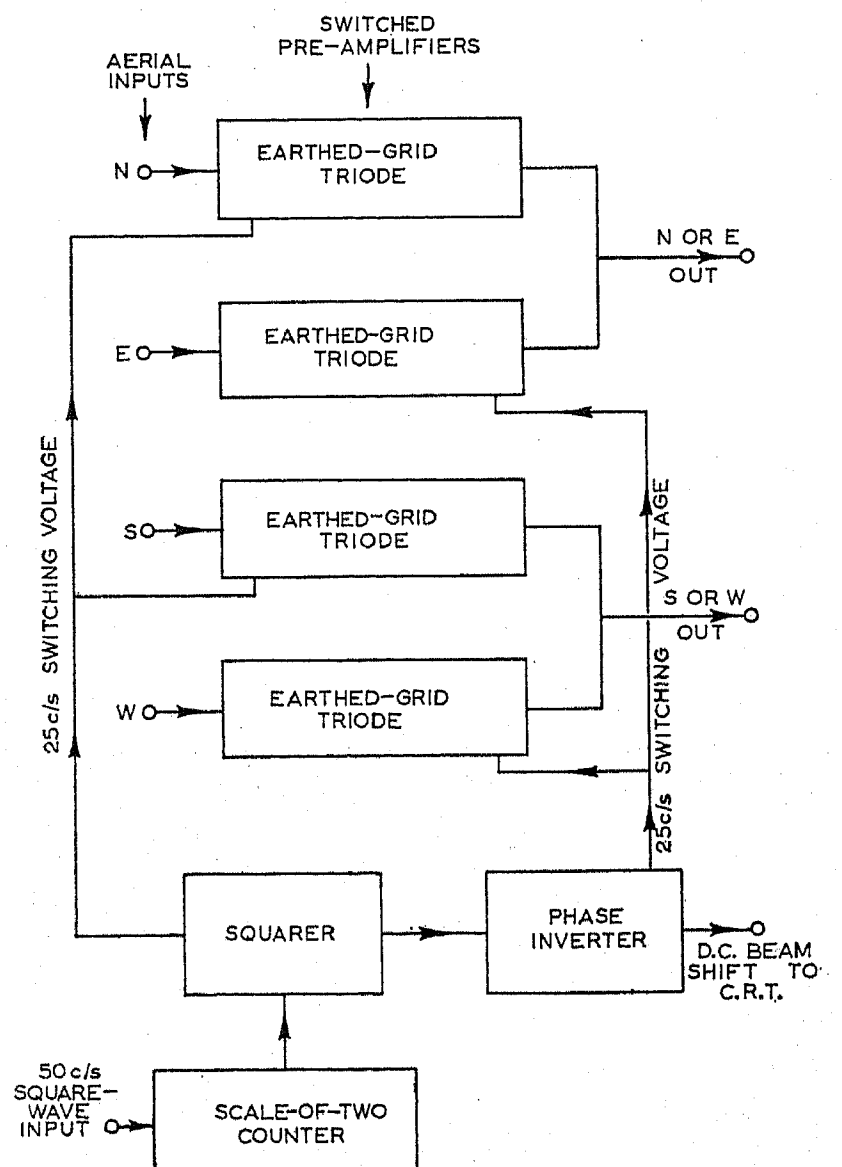 SWITCHED
PRE-AMPLIFIERS
AERIAL
INPUTS
N
EARTHED-GRID
TRIODE
N OR E
OUT
E
EARTHED-GRID
TRIODE
25c/s SWITCHING VOLTAGE
S
EARTHED-GRID
TRIODE
25c/s SWITCHING VOLTAGE
S OR W
OUT
W
EARTHED-GRID
TRIODE
SQUARER
PHASE
INVERTER
D.C. BEAM
SHIFT TO
C.R.T.
50c/s
SQUARE-
WAVE
INPUT
SCALE-OF-TWO
COUNTER